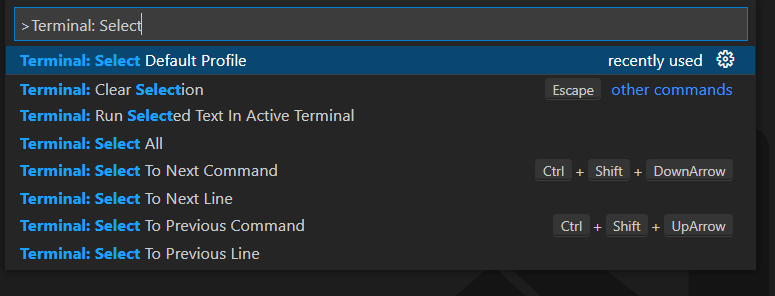 >Terminal: Select
Terminal: Select Default Profile recently used
Terminal: Clear Selection Escape other commands
Terminal: Run Selected Text In Active Terminal
Terminal: Select All
Terminal: Select To Next Command Ctrl + Shift + DownArrow
Terminal: Select To Next Line
Terminal: Select To Previous Command Ctrl + Shift + UpArrow
Terminal: Select To Previous Line